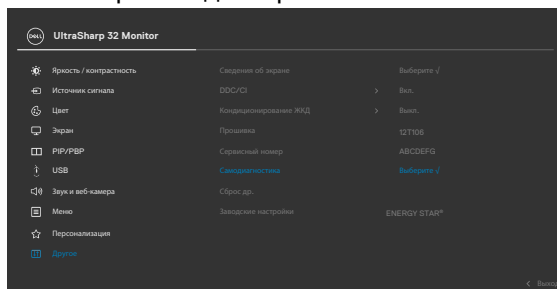 DELL UltraSharp 32 Monitor
Яркость / контрастность Сведения об экране Выберите √
Источник сигнала DDC/CI > Вкл.
Цвет Кондиционирование ЖКД > Выкл.
Экран Прошивка 12T106
PIP/PBP Сервисный номер ABCDEFG
USB Самодиагностика Выберите √
Звук и веб-камера Сброс др.
Меню Заводские настройки ENERGY STAR®
Персонализация
Другое
< Выход